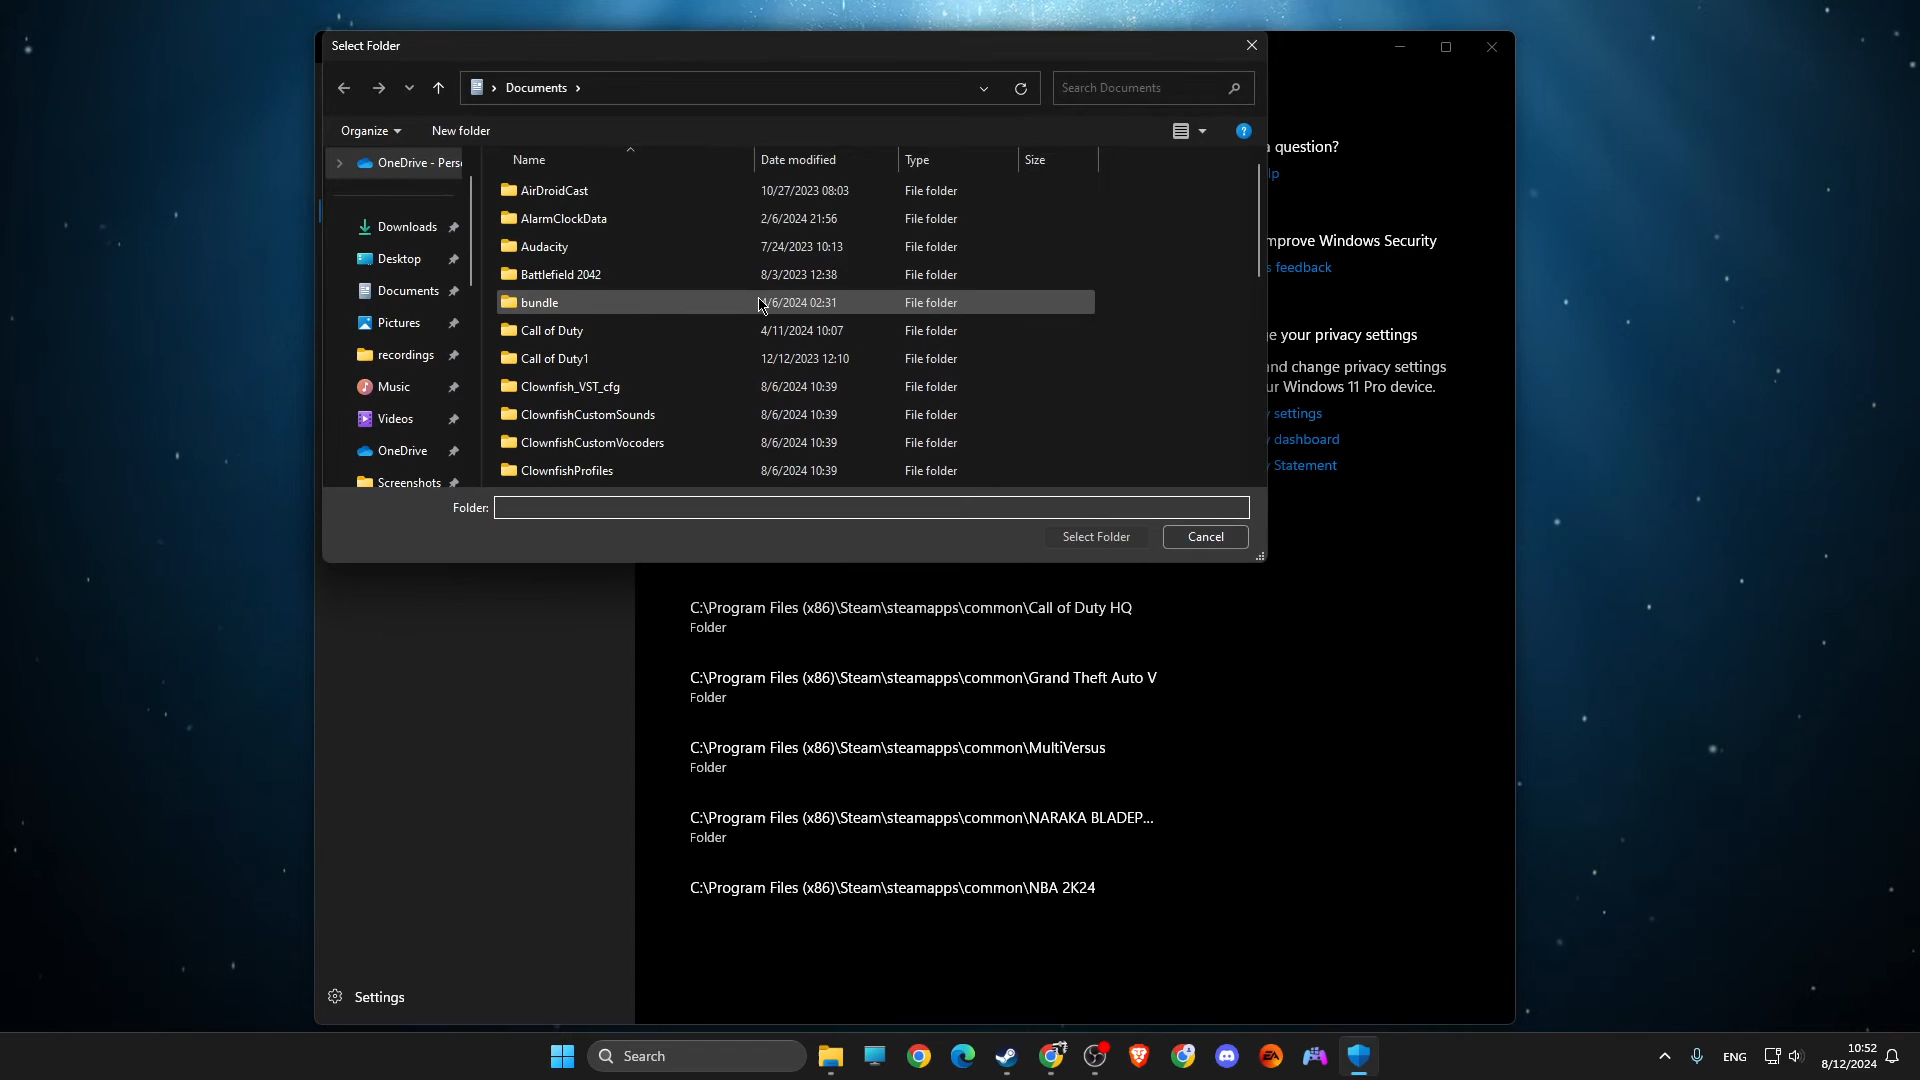 Select Folder
Documents
Search Documents
Organize
New folder
Name
Date modified
Type
Size
OneDrive - Perso
Downloads
Desktop
Documents
Pictures
recordings
Music
Videos
OneDrive
Screenshots
AirDroidCast 10/27/2023 08:03 File folder
AlarmClockData 2/6/2024 21:56 File folder
Audacity 7/24/2023 10:13 File folder
Battlefield 2042 8/3/2023 12:38 File folder
bundle /6/2024 02:31 File folder
Call of Duty 4/11/2024 10:07 File folder
Call of Duty1 12/12/2023 12:10 File folder
Clownfish_VST_cfg 8/6/2024 10:39 File folder
ClownfishCustomSounds 8/6/2024 10:39 File folder
ClownfishCustomVocoders 8/6/2024 10:39 File folder
ClownfishProfiles 8/6/2024 10:39 File folder
Folder:
Select Folder
Cancel
question?
lp
mprove Windows Security
s feedback
e your privacy settings
nd change privacy settings
ur Windows 11 Pro device.
settings
dashboard
Statement
C:\Program Files (x86)\Steam\steamapps\common\Call of Duty HQ
Folder
C:\Program Files (x86)\Steam\steamapps\common\Grand Theft Auto V
Folder
C:\Program Files (x86)\Steam\steamapps\common\MultiVersus
Folder
C:\Program Files (x86)\Steam\steamapps\common\NARAKA BLADEP...
Folder
C:\Program Files (x86)\Steam\steamapps\common\NBA 2K24
Settings
Search
ENG
10:52
8/12/2024